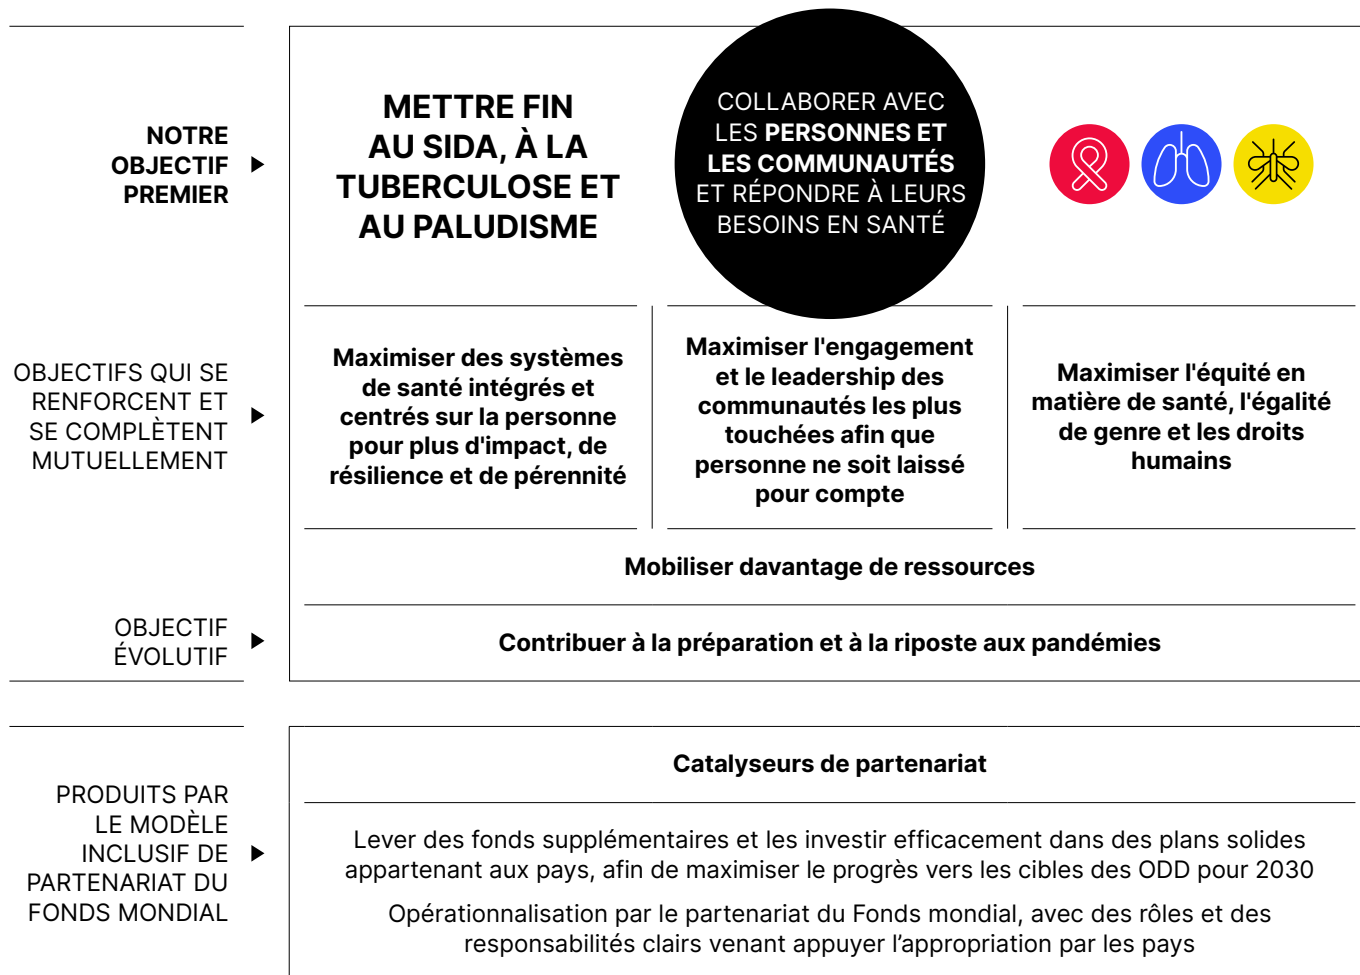 NOTRE
OBJECTIF
PREMIER
METTRE FIN
AU SIDA, À LA
TUBERCULOSE ET
AU PALUDISME
COLLABORER AVEC
LES PERSONNES ET
LES COMMUNAUTÉS
ET RÉPONDRE À LEURS
BESOINS EN SANTÉ
OBJECTIFS QUI SE
RENFORCENT ET
SE COMPLÈTENT
MUTUELLEMENT
Maximiser des systèmes
de santé intégrés et
centrés sur la personne
pour plus d'impact, de
résilience et de pérennité
Maximiser l'engagement
et le leadership des
communautés les plus
touchées afin que
personne ne soit laissé
pour compte
Maximiser l'équité en
matière de santé, l'égalité
de genre et les droits
humains
Mobiliser davantage de ressources
OBJECTIF
ÉVOLUTIF
Contribuer à la préparation et à la riposte aux pandémies
PRODUITS PAR
LE MODÈLE
INCLUSIF DE
PARTENARIAT DU
FONDS MONDIAL
Catalyseurs de partenariat
Lever des fonds supplémentaires et les investir efficacement dans des plans solides
appartenant aux pays, afin de maximiser le progrès vers les cibles des ODD pour 2030
Opérationnalisation par le partenariat du Fonds mondial, avec des rôles et des
responsabilités clairs venant appuyer l’appropriation par les pays